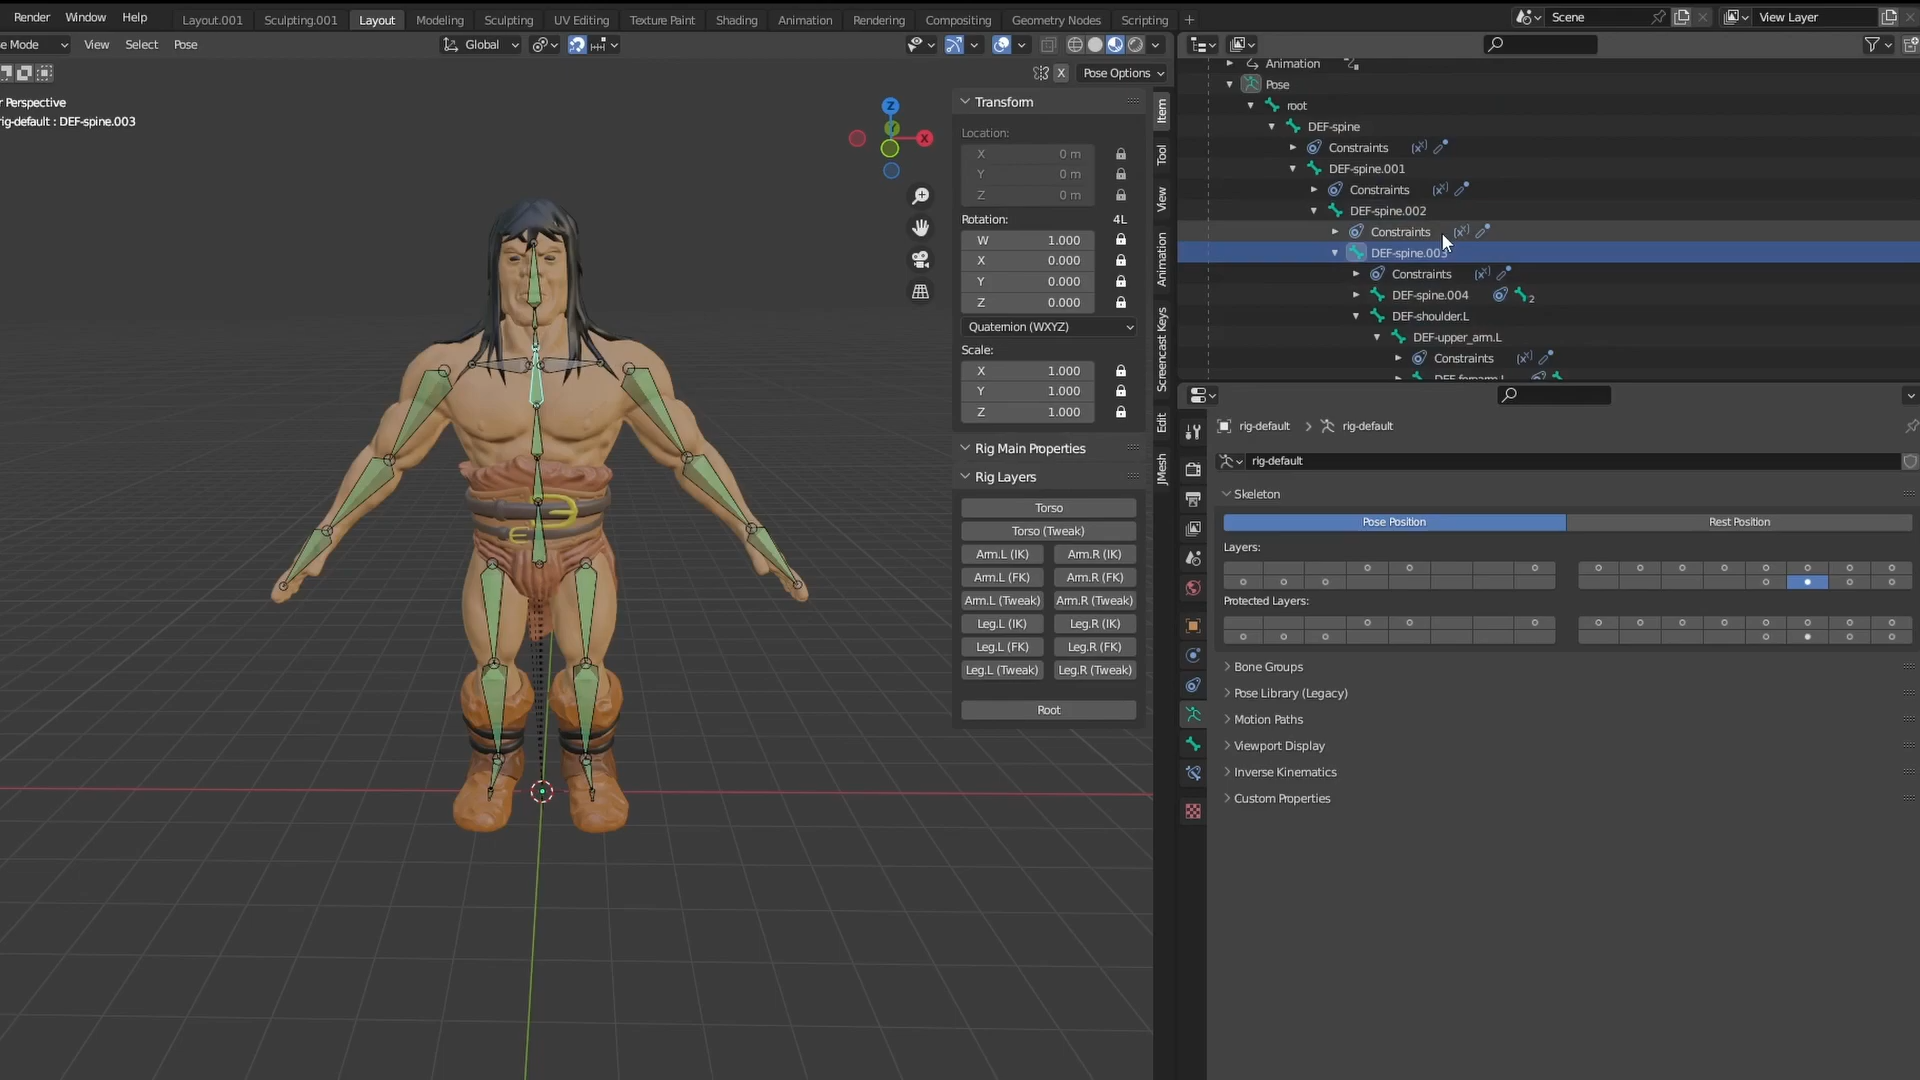 Render Window Help Layout.001 Sculpting.001 Layout Modeling Sculpting UV Editing Texture Paint Shading Animation Rendering Compositing Geometry Nodes Scripting + Scene View Layer
e Mode View Select Pose Global
X Pose Options
r Perspective
rig-default : DEF-spine.003
Z
X
Transform
Location:
X 0 m
Y 0 m
Z 0 m
Rotation: 4L
W 1.000
X 0.000
Y 0.000
Z 0.000
Quaternion (WXYZ)
Scale:
X 1.000
Y 1.000
Z 1.000
Rig Main Properties
Rig Layers
Torso
Torso (Tweak)
Arm.L (IK) Arm.R (IK)
Arm.L (FK) Arm.R (FK)
Arm.L (Tweak) Arm.R (Tweak)
Leg.L (IK) Leg.R (IK)
Leg.L (FK) Leg.R (FK)
Leg.L (Tweak) Leg.R (Tweak)
Root
Item
Tool
View
Animation
Screencast Keys
Edit
JMesh
Animation
Pose
root
DEF-spine
Constraints
DEF-spine.001
Constraints
DEF-spine.002
Constraints
DEF-spine.003
Constraints
DEF-spine.004 2
DEF-shoulder.L
DEF-upper_arm.L
Constraints
DEF-forearm.L
rig-default > rig-default
rig-default
Skeleton
Pose Position Rest Position
Layers:
Protected Layers:
Bone Groups
Pose Library (Legacy)
Motion Paths
Viewport Display
Inverse Kinematics
Custom Properties